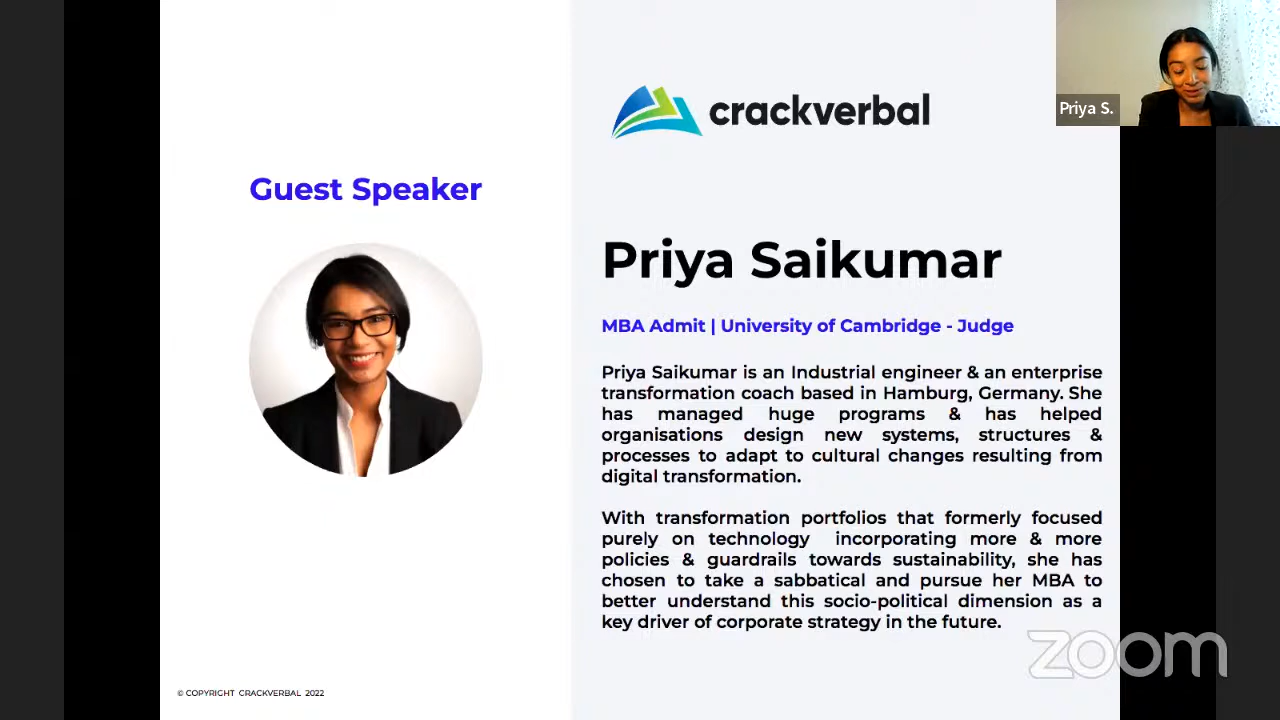 Guest Speaker
crackverbal
Priya S.
Priya Saikumar
MBA Admit | University of Cambridge - Judge
Priya Saikumar is an Industrial engineer & an enterprise
transformation coach based in Hamburg, Germany. She
has managed huge programs & has helped
organisations design new systems, structures &
processes to adapt to cultural changes resulting from
digital transformation.
With transformation portfolios that formerly focused
purely on technology incorporating more & more
policies & guardrails towards sustainability, she has
chosen to take a sabbatical and pursue her MBA to
better understand this socio-political dimension as a
key driver of corporate strategy in the future.
zoom
© COPYRIGHT CRACKVERBAL 2022